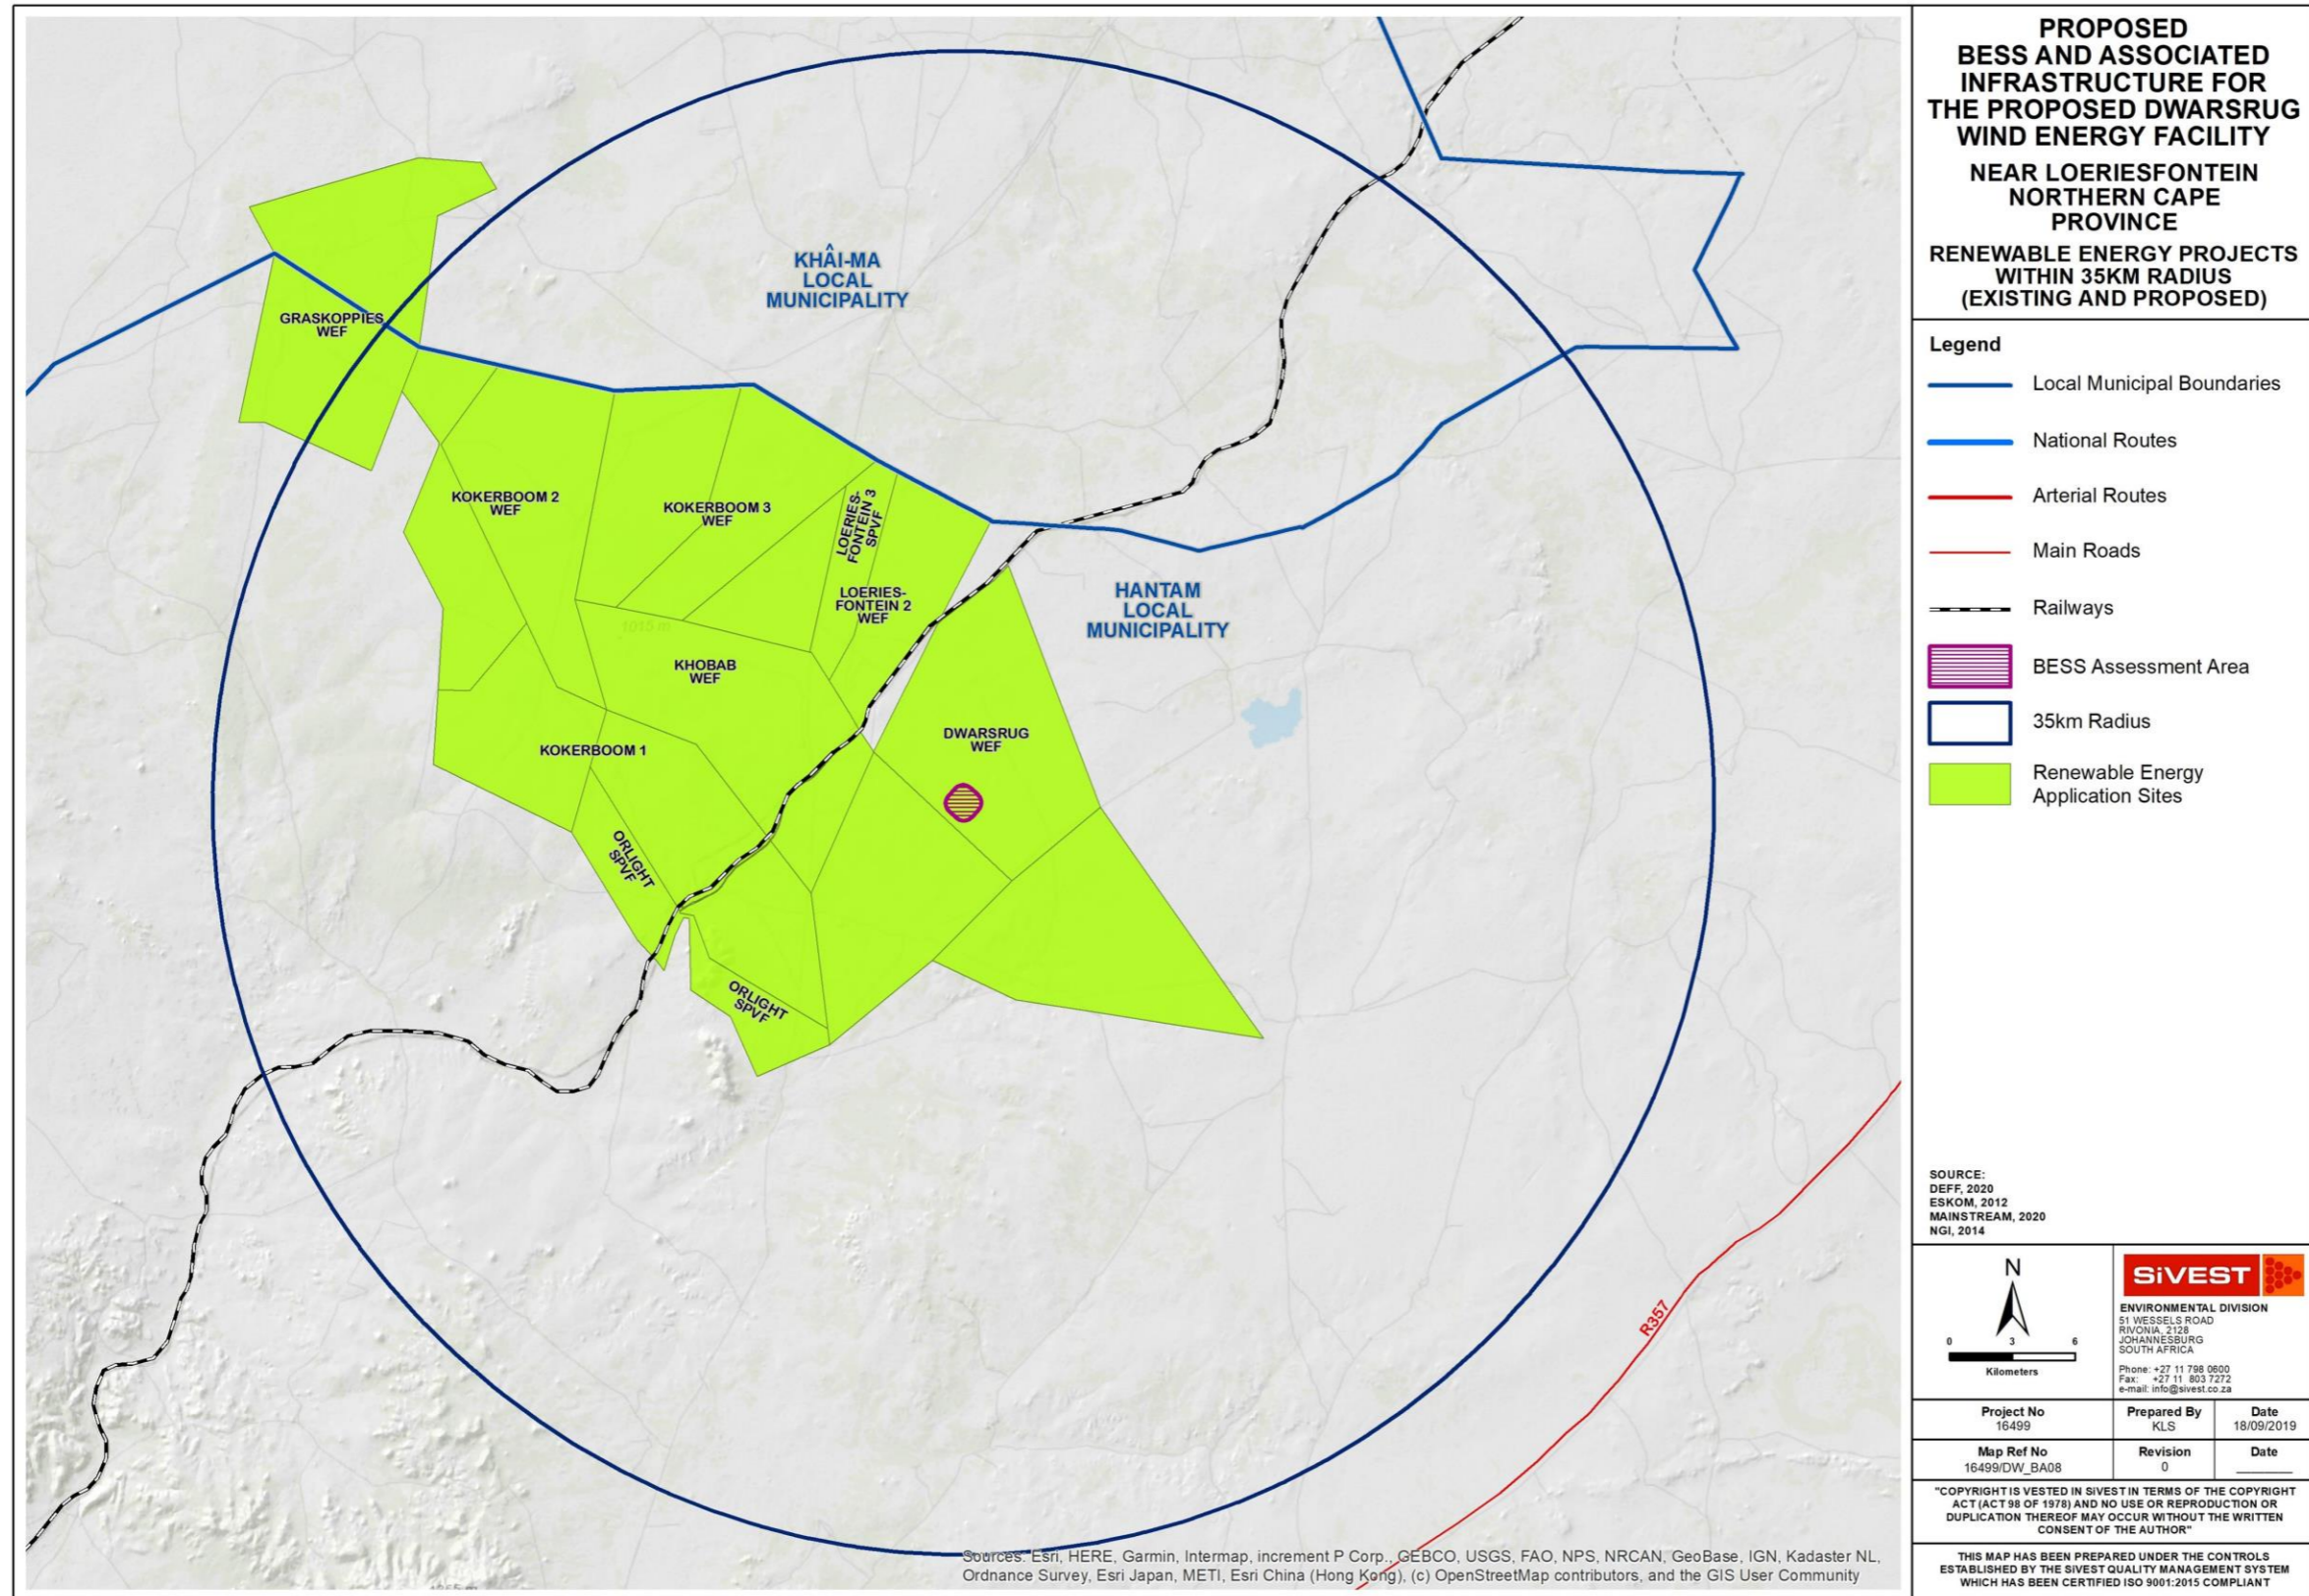 PROPOSED
BESS AND ASSOCIATED
INFRASTRUCTURE FOR
THE PROPOSED DWARSRUG
WIND ENERGY FACILITY
NEAR LOERIESFONTEIN
NORTHERN CAPE
PROVINCE
RENEWABLE ENERGY PROJECTS
WITHIN 35KM RADIUS
(EXISTING AND PROPOSED)
Legend
Local Municipal Boundaries
National Routes
Arterial Routes
Main Roads
Railways
BESS Assessment Area
35km Radius
Renewable Energy
Application Sites
SOURCE:
DEFF, 2020
ESKOM, 2012
MAINSTREAM, 2020
NGI, 2014
N
0 3 6
Kilometers
SiVEST
ENVIRONMENTAL DIVISION
51 WESSELS ROAD
RIVONIA, 2128
JOHANNESBURG
SOUTH AFRICA
Phone: +27 11 798 0600
Fax: +27 11 803 7272
e-mail: info@sivest.co.za
Project No
16499
Prepared By
KLS
Date
18/09/2019
Map Ref No
16499/DW_BA08
Revision
0
Date
"COPYRIGHT IS VESTED IN SiVEST IN TERMS OF THE COPYRIGHT
ACT (ACT 98 OF 1978) AND NO USE OR REPRODUCTION OR
DUPLICATION THEREOF MAY OCCUR WITHOUT THE WRITTEN
CONSENT OF THE AUTHOR"
THIS MAP HAS BEEN PREPARED UNDER THE CONTROLS
ESTABLISHED BY THE SiVEST QUALITY MANAGEMENT SYSTEM
WHICH HAS BEEN CERTIFIED ISO 9001:2015 COMPLIANT
KHÂI-MA
LOCAL
MUNICIPALITY
GRASKOPPIES
WEF
KOKERBOOM 2
WEF
KOKERBOOM 3
WEF
LOERIES-
FONTEIN 3
SPVF
LOERIES-
FONTEIN 2
WEF
HANTAM
LOCAL
MUNICIPALITY
1015 m
KHOBAB
WEF
KOKERBOOM 1
DWARSRUG
WEF
ORLIGHT
SPVF
ORLIGHT
SPVF
R357
Sources: Esri, HERE, Garmin, Intermap, increment P Corp., GEBCO, USGS, FAO, NPS, NRCAN, GeoBase, IGN, Kadaster NL,
Ordnance Survey, Esri Japan, METI, Esri China (Hong Kong), (c) OpenStreetMap contributors, and the GIS User Community